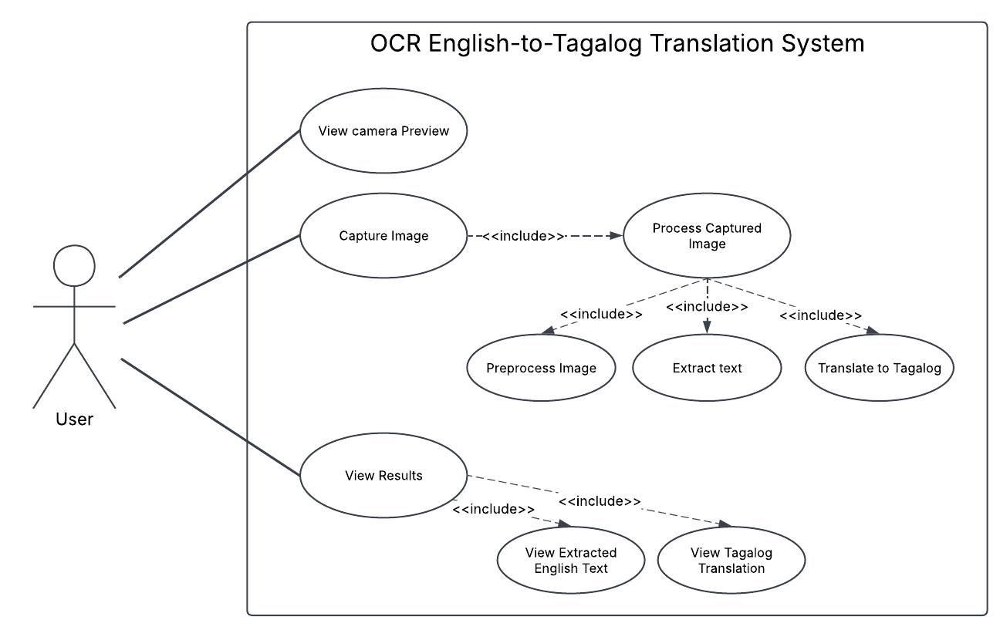 OCR English-to-Tagalog Translation System
View camera Preview
Capture Image
<<include>>
Process Captured
Image
<<include>>
<<include>>
<<include>>
Preprocess Image
Extract text
Translate to Tagalog
User
View Results
<<include>>
<<include>>
View Extracted
English Text
View Tagalog
Translation